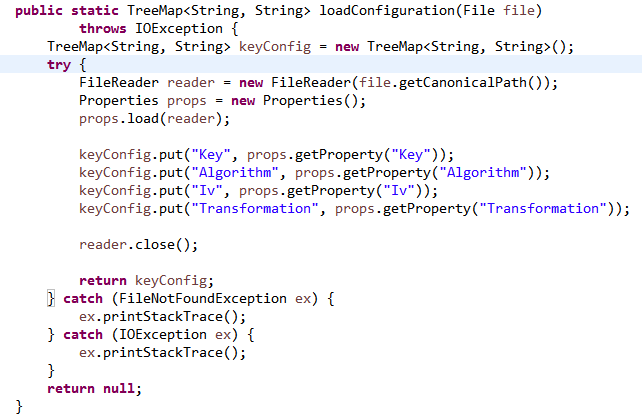 public static TreeMap<String, String> loadConfiguration(File file)
        throws IOException {
    TreeMap<String, String> keyConfig = new TreeMap<String, String>();
    try {
        FileReader reader = new FileReader(file.getCanonicalPath());
        Properties props = new Properties();
        props.load(reader);

        keyConfig.put("Key", props.getProperty("Key"));
        keyConfig.put("Algorithm", props.getProperty("Algorithm"));
        keyConfig.put("Iv", props.getProperty("Iv"));
        keyConfig.put("Transformation", props.getProperty("Transformation"));

        reader.close();

        return keyConfig;
    } catch (FileNotFoundException ex) {
        ex.printStackTrace();
    } catch (IOException ex) {
        ex.printStackTrace();
    }
    return null;
}